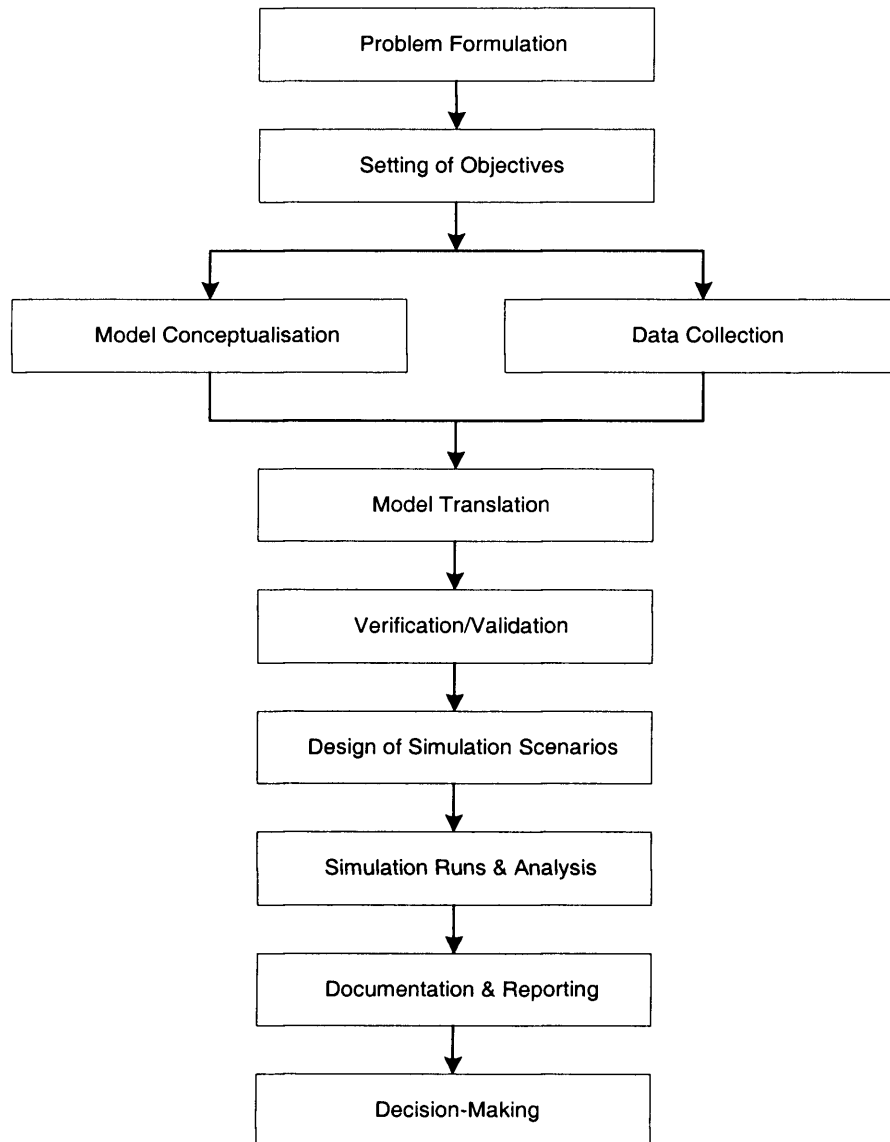 Problem Formulation
Setting of Objectives
Model Conceptualisation
Data Collection
Model Translation
Verification/Validation
Design of Simulation Scenarios
Simulation Runs & Analysis
Documentation & Reporting
Decision-Making